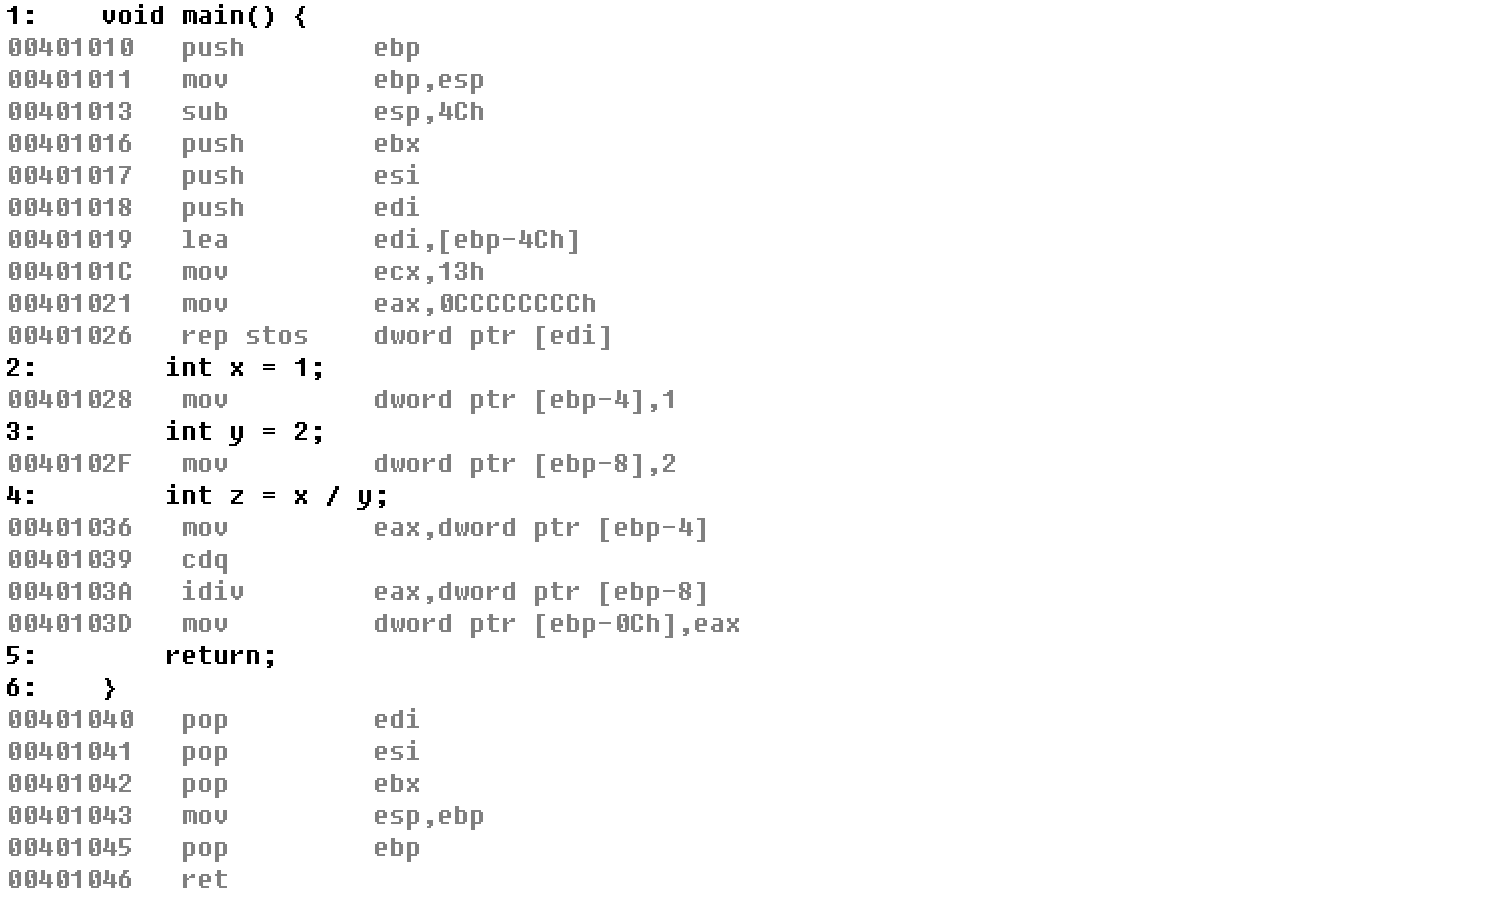 1:    void main() {
00401010   push        ebp
00401011   mov         ebp,esp
00401013   sub         esp,4Ch
00401016   push        ebx
00401017   push        esi
00401018   push        edi
00401019   lea         edi,[ebp-4Ch]
0040101C   mov         ecx,13h
00401021   mov         eax,0CCCCCCCCh
00401026   rep stos    dword ptr [edi]
2:        int x = 1;
00401028   mov         dword ptr [ebp-4],1
3:        int y = 2;
0040102F   mov         dword ptr [ebp-8],2
4:        int z = x / y;
00401036   mov         eax,dword ptr [ebp-4]
00401039   cdq
0040103A   idiv        eax,dword ptr [ebp-8]
0040103D   mov         dword ptr [ebp-0Ch],eax
5:        return;
6:    }
00401040   pop         edi
00401041   pop         esi
00401042   pop         ebx
00401043   mov         esp,ebp
00401045   pop         ebp
00401046   ret